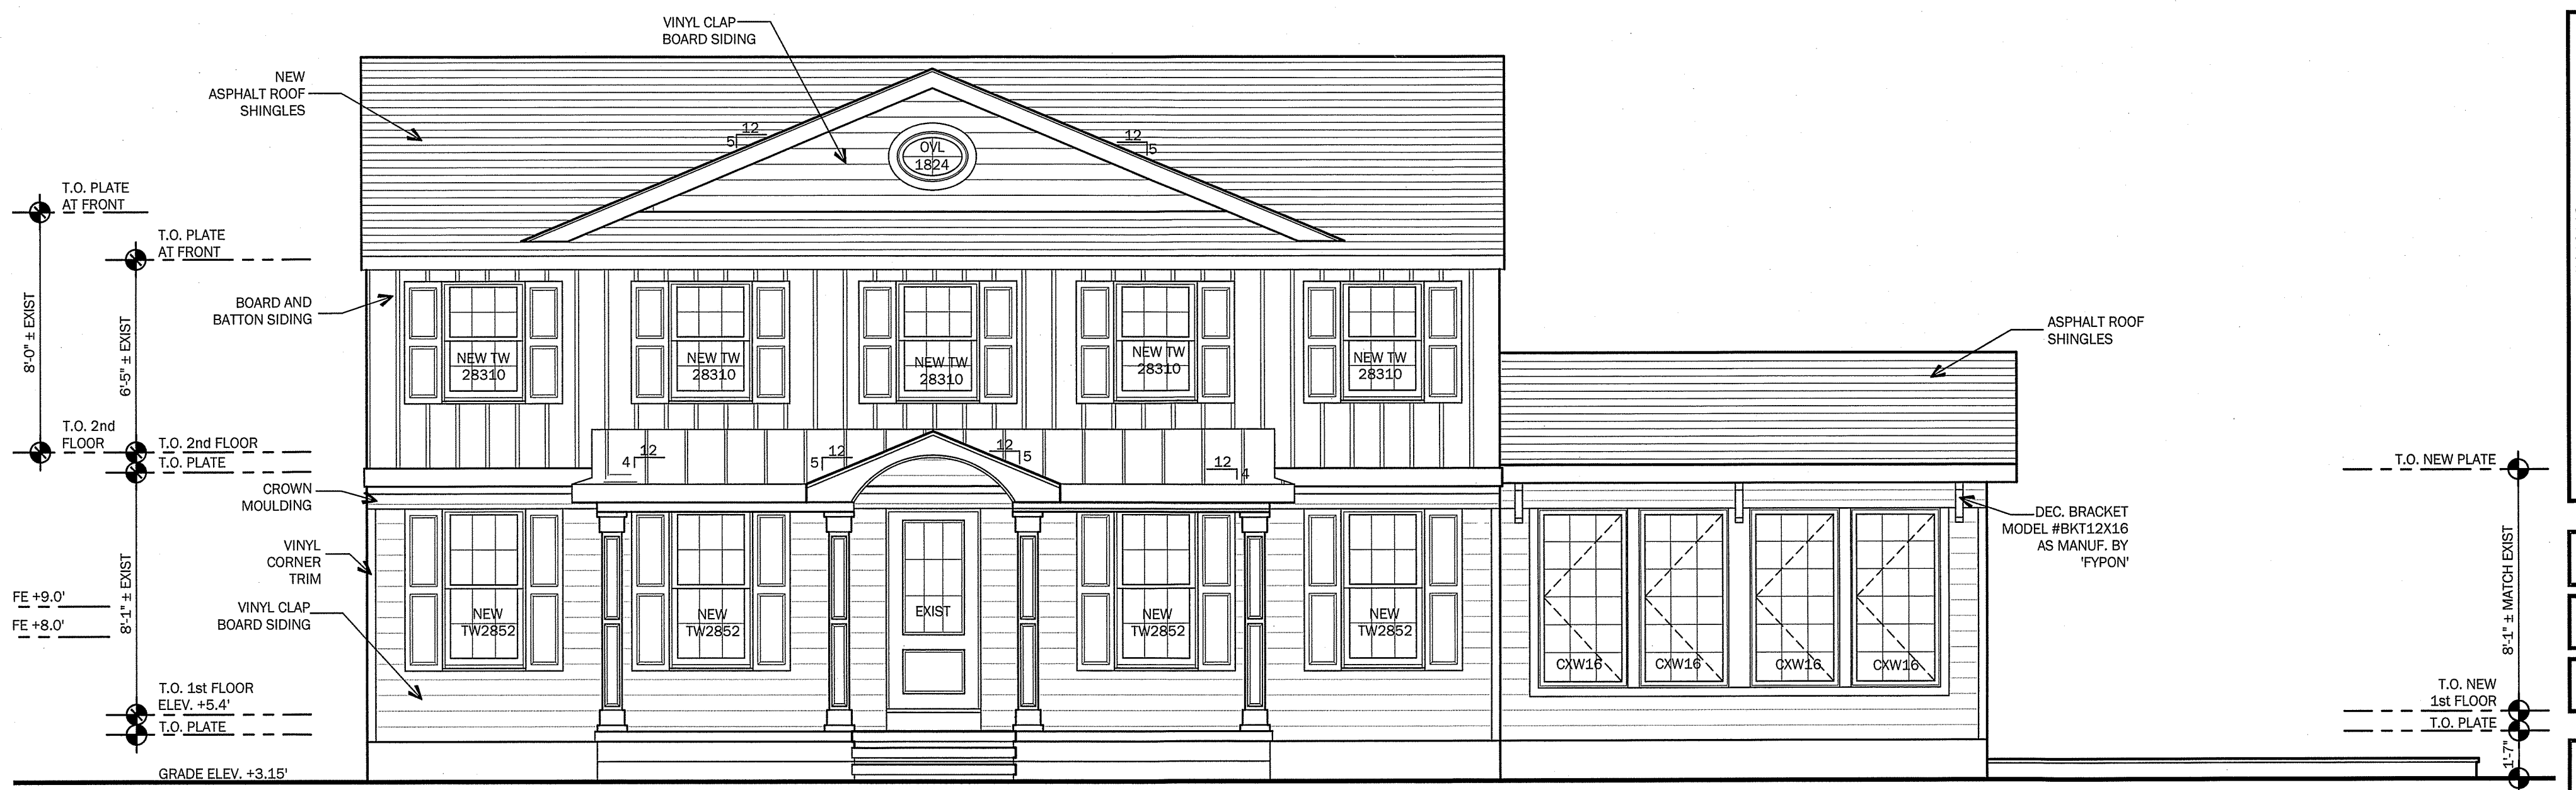 VINYL CLAP
BOARD SIDING
NEW
ASPHALT ROOF
SHINGLES
12
5
12
5
OVL
1824
T.O. PLATE
AT FRONT
T.O. PLATE
AT FRONT
8'-0" ± EXIST
6'-5" ± EXIST
BOARD AND
BATTON SIDING
NEW TW
28310
NEW TW
28310
NEW TW
28310
NEW TW
28310
NEW TW
28310
ASPHALT ROOF
SHINGLES
T.O. 2nd
FLOOR
T.O. 2nd FLOOR
T.O. PLATE
12
4
12
5
12
5
12
4
T.O. NEW PLATE
CROWN
MOULDING
VINYL
CORNER
TRIM
DEC. BRACKET
MODEL #BKT12X16
AS MANUF. BY
'FYPON'
8'-1" ± EXIST
8'-1" ± MATCH EXIST
FE +9.0'
FE +8.0'
VINYL CLAP
BOARD SIDING
NEW
TW2852
NEW
TW2852
EXIST
NEW
TW2852
NEW
TW2852
CXW16
CXW16
CXW16
CXW16
T.O. 1st FLOOR
ELEV. +5.4'
T.O. PLATE
T.O. NEW
1st FLOOR
T.O. PLATE
1'-7"
GRADE ELEV. +3.15'